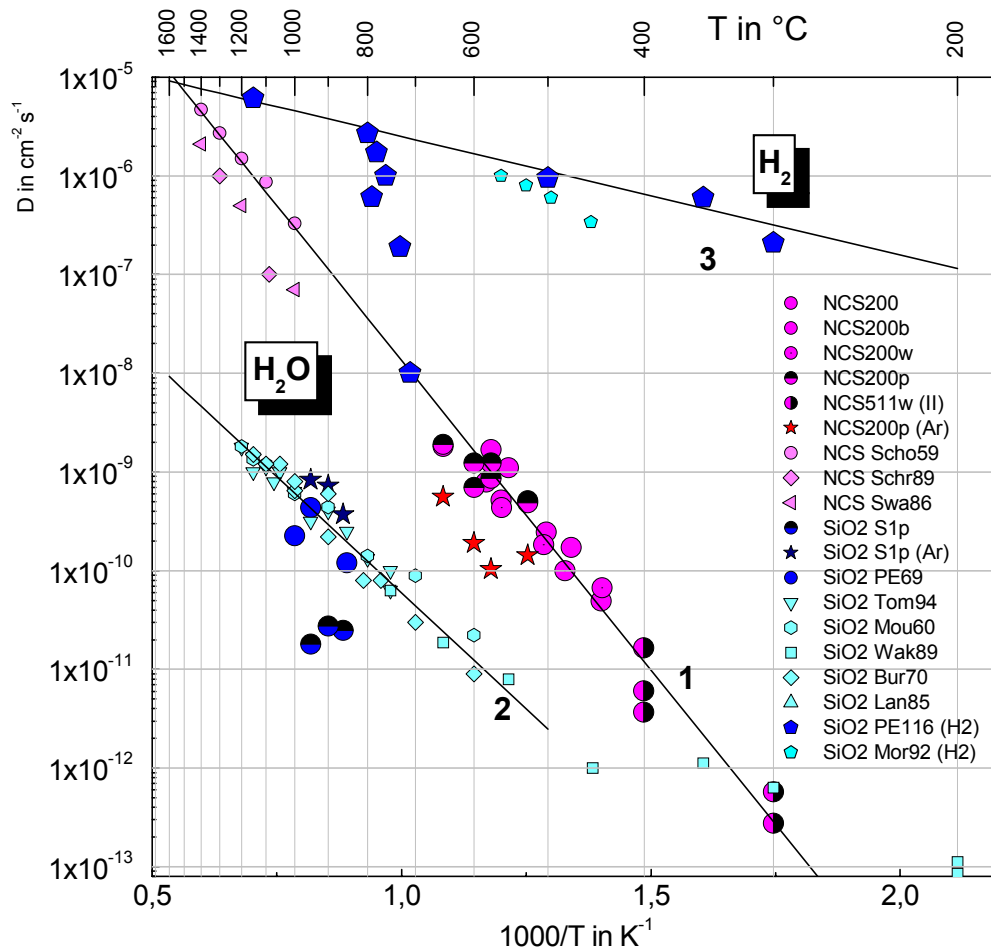 T in °C
1600 1400 1200 1000 800 600 400 200
1x10-5
1x10-6
1x10-7
1x10-8
1x10-9
1x10-10
1x10-11
1x10-12
1x10-13
D in cm-2 s-1
H2
3
H2O
1
2
NCS200
NCS200b
NCS200w
NCS200p
NCS511w (II)
NCS200p (Ar)
NCS Scho59
NCS Schr89
NCS Swa86
SiO2 S1p
SiO2 S1p (Ar)
SiO2 PE69
SiO2 Tom94
SiO2 Mou60
SiO2 Wak89
SiO2 Bur70
SiO2 Lan85
SiO2 PE116 (H2)
SiO2 Mor92 (H2)
0,5 1,0 1,5 2,0
1000/T in K-1